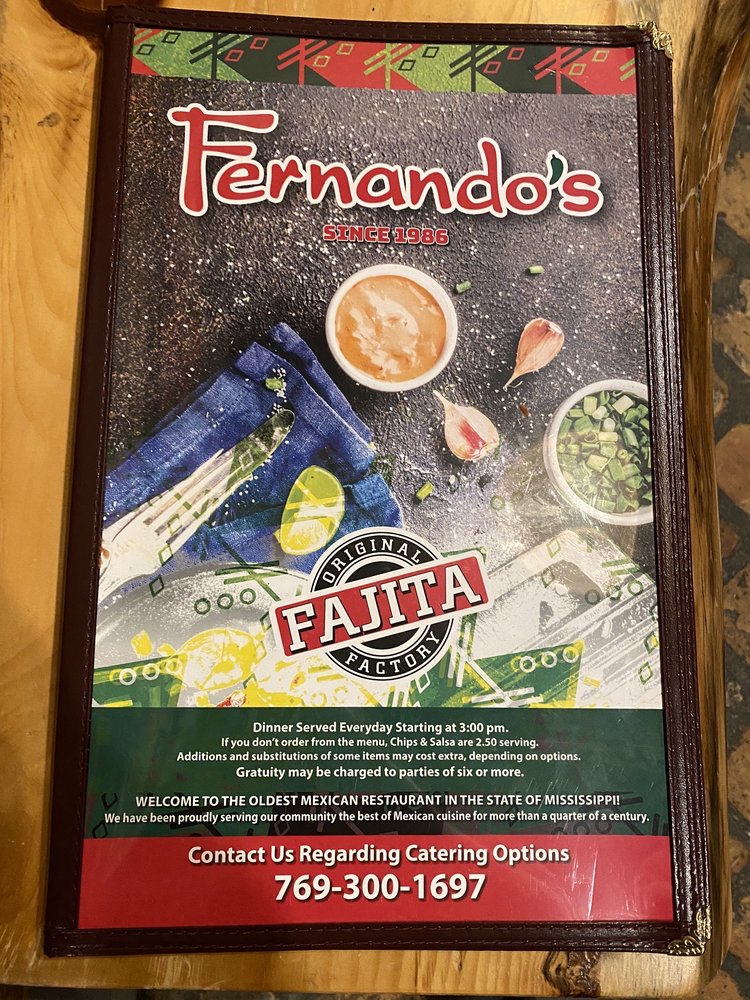 Fernando's
SINCE 1986
ORIGINAL
FAJITA
FACTORY
Dinner Served Everyday Starting at 3:00 pm.
If you don't order from the menu, Chips & Salsa are 2.50 serving.
Additions and substitutions of some items may cost extra, depending on options.
Gratuity may be charged to parties of six or more.
WELCOME TO THE OLDEST MEXICAN RESTAURANT IN THE STATE OF MISSISSIPPI!
We have been proudly serving our community the best of Mexican cuisine for more than a quarter of a century.
Contact Us Regarding Catering Options
769-300-1697